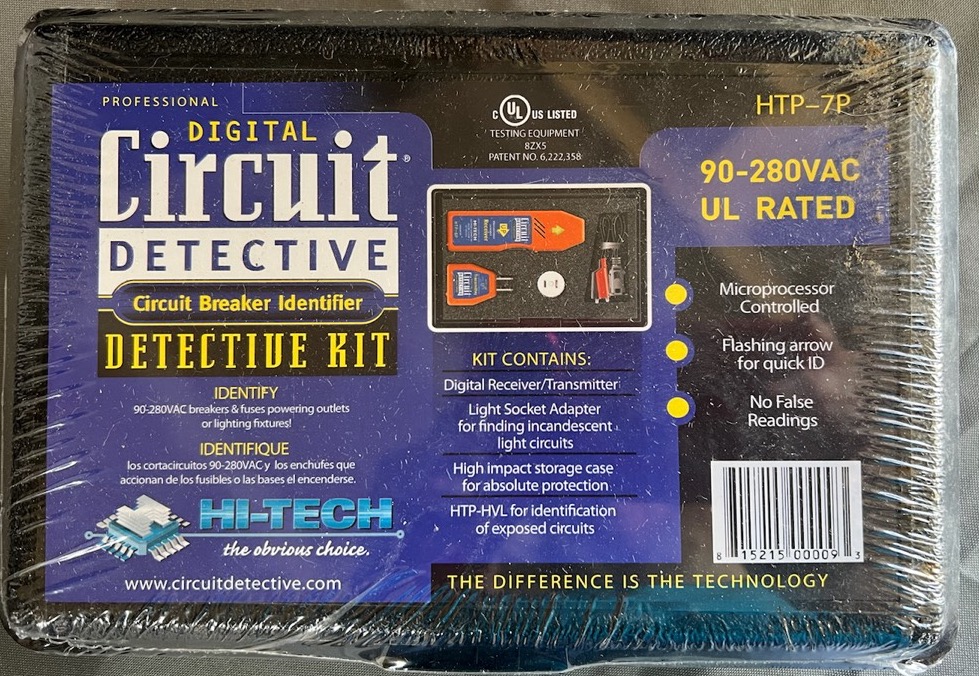 PROFESSIONAL
DIGITAL
Circuit®
DETECTIVE
Circuit Breaker Identifier
DETECTIVE KIT
IDENTIFY
90-280VAC breakers & fuses powering outlets
or lighting fixtures!
IDENTIFIQUE
los cortacircuitos 90-280VAC y los enchufes que
accionan de los fusibles o las bases el encenderse.
HI-TECH
the obvious choice.
www.circuitdetective.com
C UL US LISTED
TESTING EQUIPMENT
8ZX5
PATENT NO. 6,222,358
Circuit
Circuit
KIT CONTAINS:
Digital Receiver/Transmitter
Light Socket Adapter
for finding incandescent
light circuits
High impact storage case
for absolute protection
HTP-HVL for identification
of exposed circuits
HTP-7P
90-280VAC
UL RATED
Microprocessor
Controlled
Flashing arrow
for quick ID
No False
Readings
8 15215 00009 3
THE DIFFERENCE IS THE TECHNOLOGY